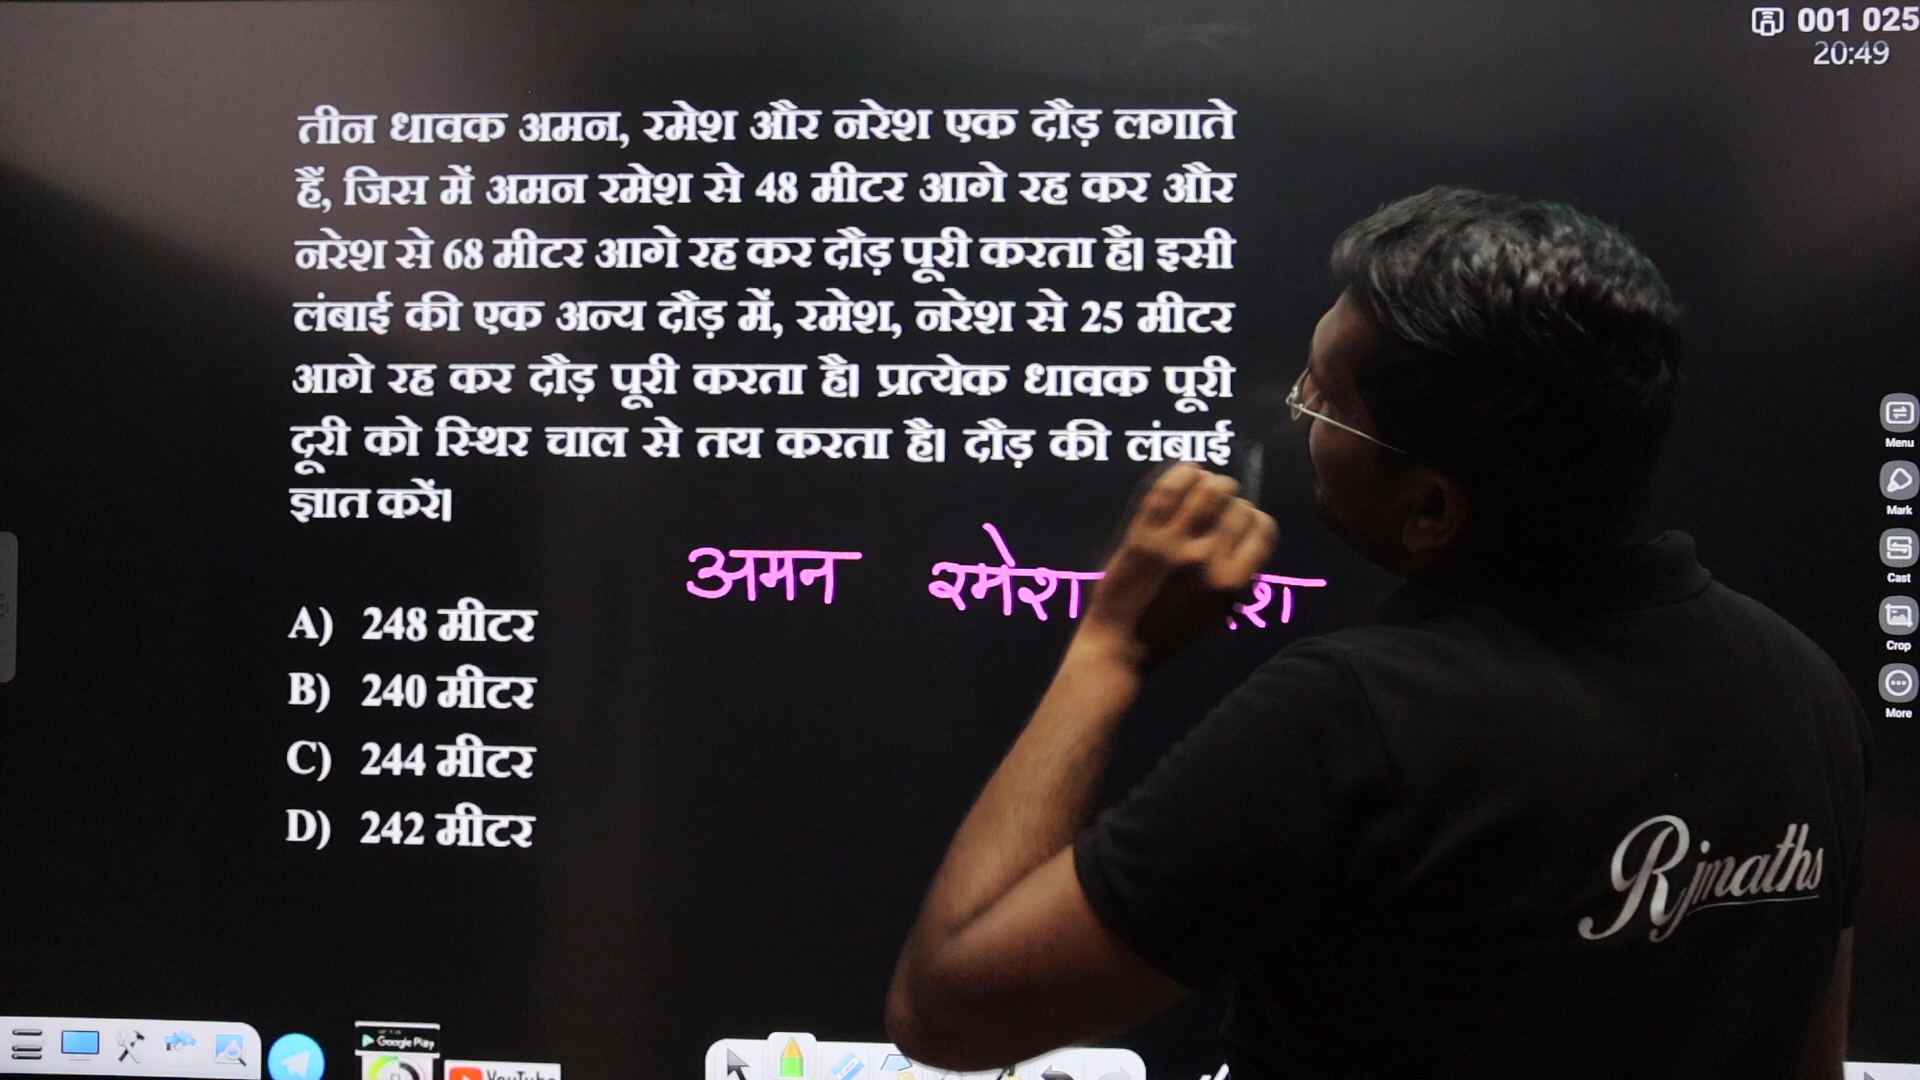 001 025
20:49
तीन धावक अमन, रमेश और नरेश एक दौड़ लगाते
हैं, जिस में अमन रमेश से 48 मीटर आगे रह कर और
नरेश से 68 मीटर आगे रह कर दौड़ पूरी करता है। इसी
लंबाई की एक अन्य दौड़ में, रमेश, नरेश से 25 मीटर
आगे रह कर दौड़ पूरी करता है। प्रत्येक धावक पूरी
दूरी को स्थिर चाल से तय करता है। दौड़ की लंबाई
ज्ञात करें।
अमन रमेश
A) 248 मीटर
B) 240 मीटर
C) 244 मीटर
D) 242 मीटर
Menu
Mark
Cast
Crop
More
Rjmaths
Google Play
YouTube